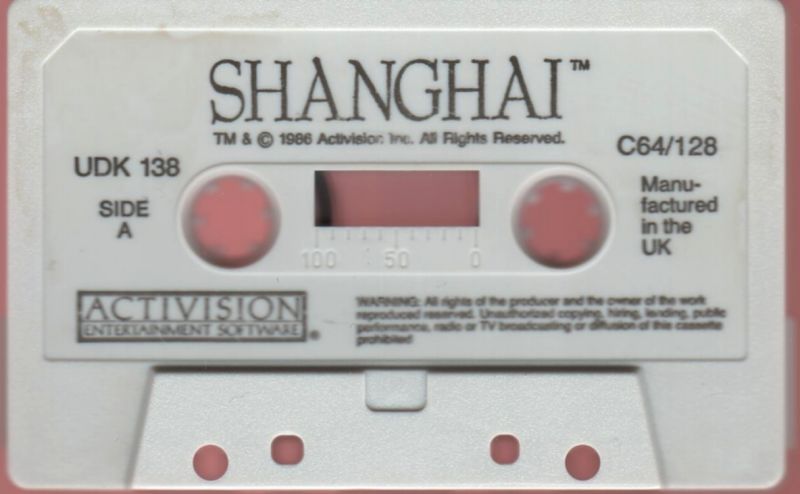 SHANGHAI™
TM & © 1986 Activision Inc. All Rights Reserved.
C64/128
UDK 138
SIDE
A
Manu-
factured
in the
UK
100 50 0
ACTIVISION
ENTERTAINMENT SOFTWARE
®
WARNING: All rights of the producer and the owner of the work
reproduced reserved. Unauthorized copying, hiring, lending, public
performance, radio or TV broadcasting or diffusion of this cassette
prohibited